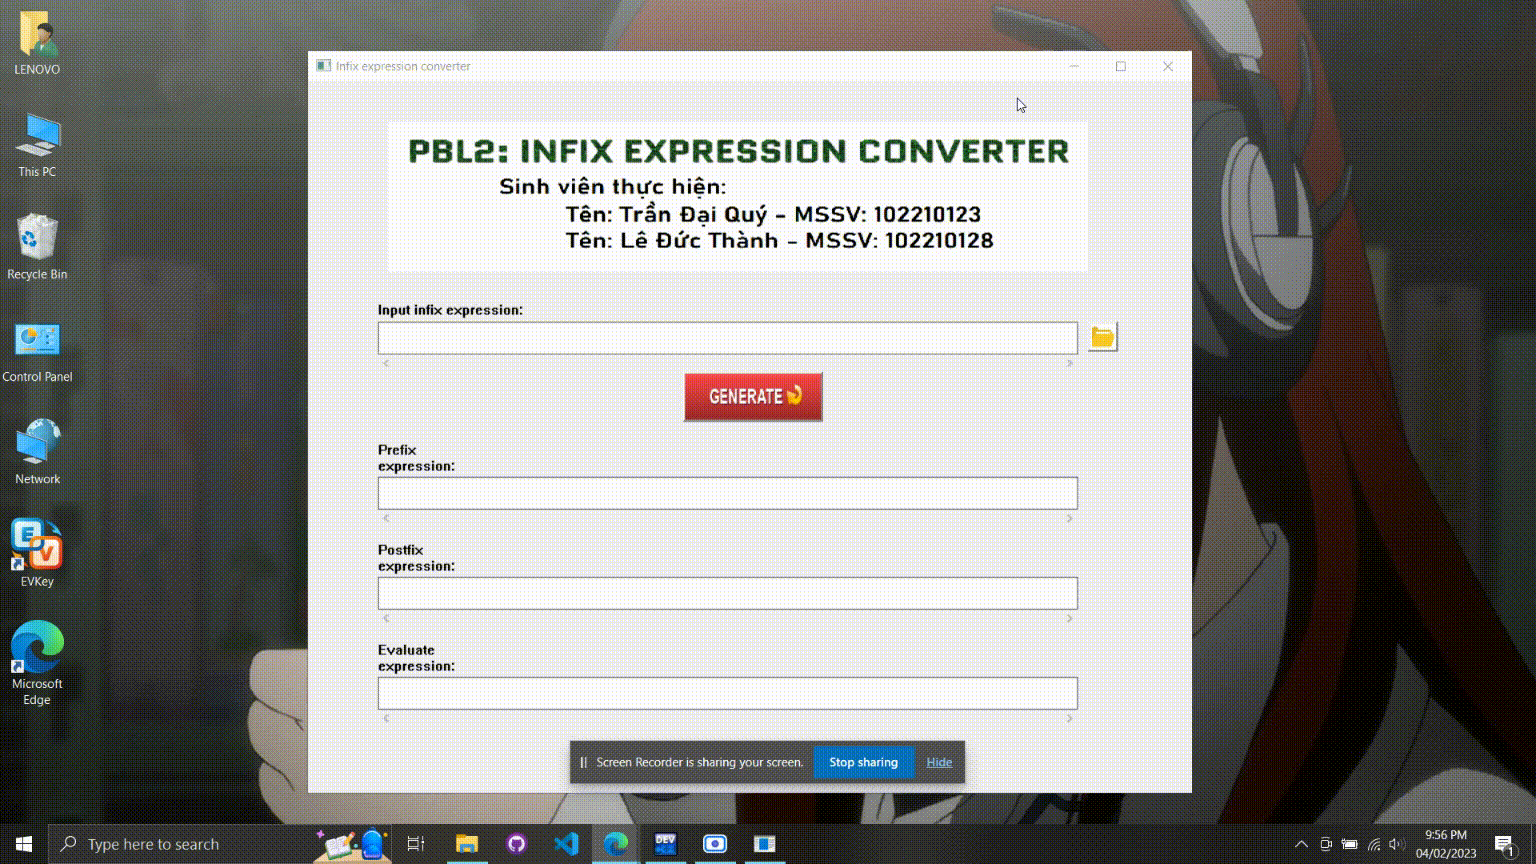 LENOVO
This PC
Recycle Bin
Control Panel
Network
EVKey
Microsoft
Edge
Infix expression converter
PBL2: INFIX EXPRESSION CONVERTER
Sinh viên thực hiện:
Tên: Trần Đại Quý - MSSV: 102210123
Tên: Lê Đức Thành - MSSV: 102210128
Input infix expression:
GENERATE
Prefix
expression:
Postfix
expression:
Evaluate
expression:
Screen Recorder is sharing your screen.
Stop sharing
Hide
Type here to search
DEV
9:56 PM
04/02/2023
1